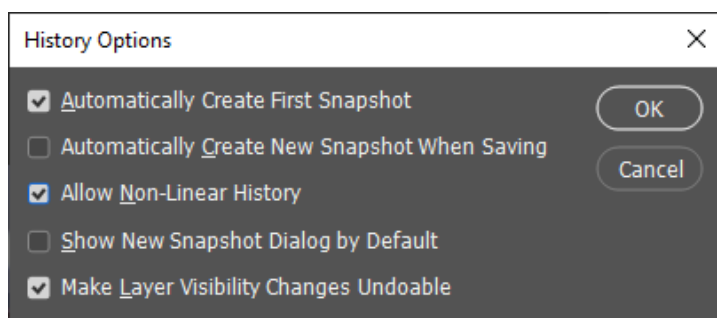 History Options
Automatically Create First Snapshot
OK
Automatically Create New Snapshot When Saving
Cancel
Allow Non-Linear History
Show New Snapshot Dialog by Default
Make Layer Visibility Changes Undoable